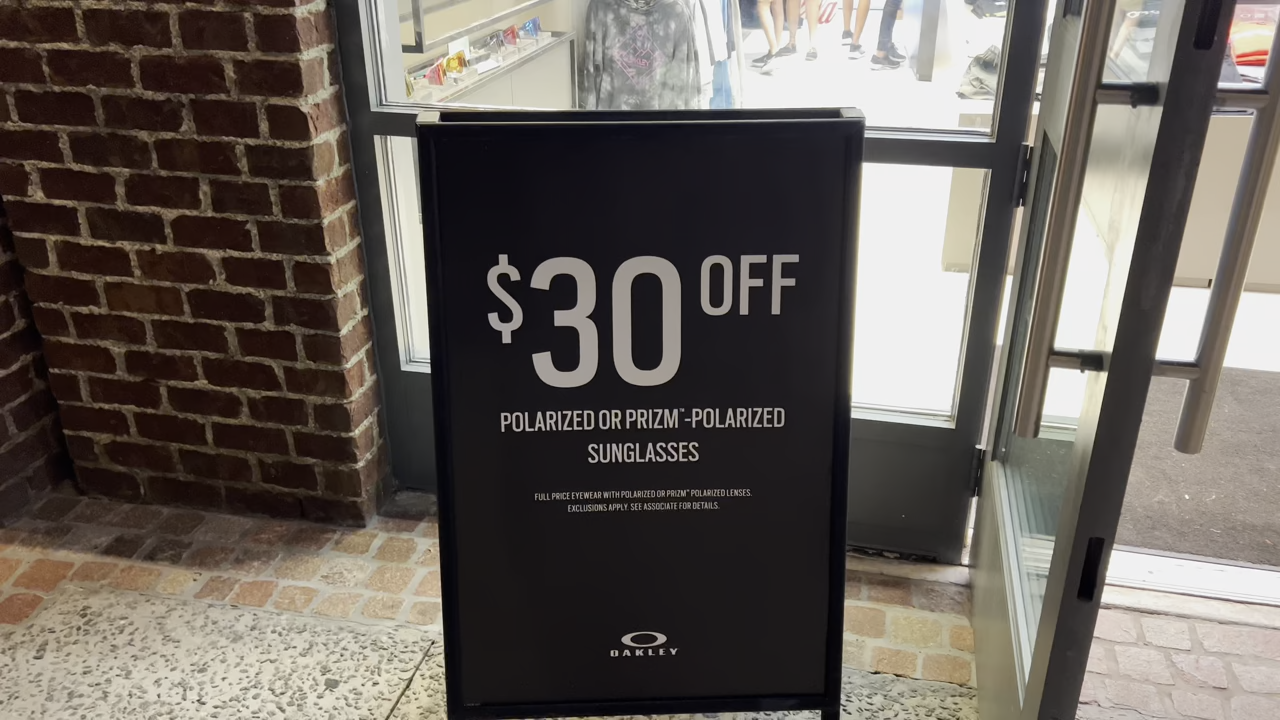 $30 OFF
POLARIZED OR PRIZM™-POLARIZED
SUNGLASSES
FULL PRICE EYEWEAR WITH POLARIZED OR PRIZM™ POLARIZED LENSES.
EXCLUSIONS APPLY. SEE ASSOCIATE FOR DETAILS.
OAKLEY